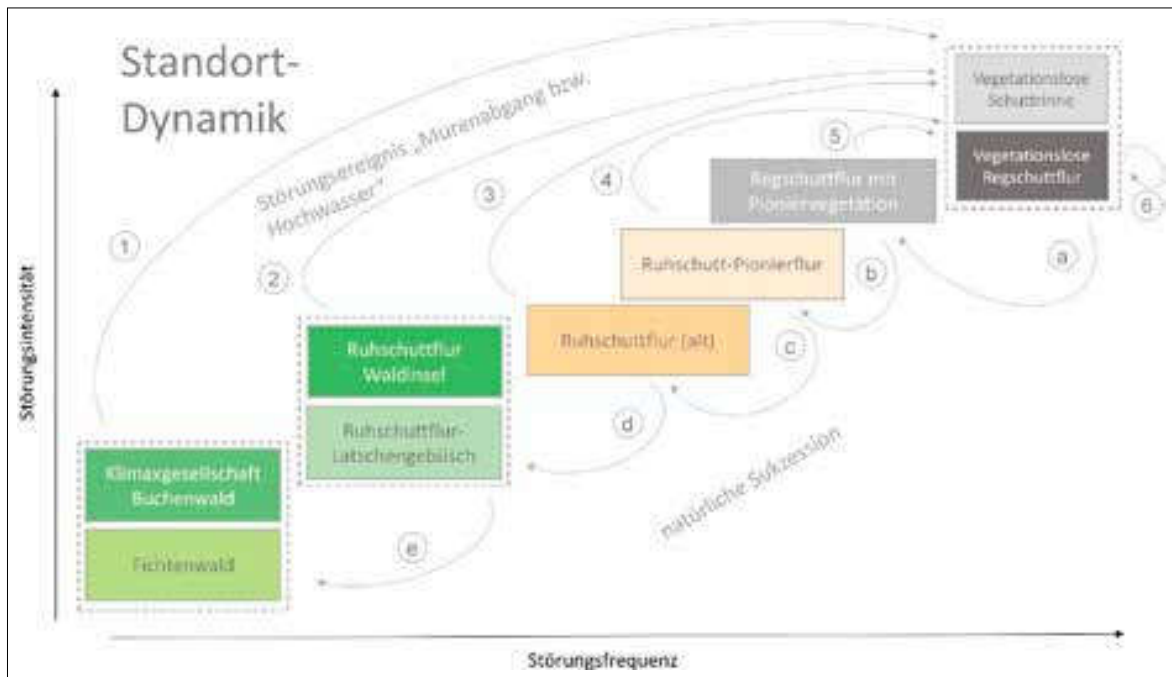 Standort-
Dynamik
Störungsereignis „Murenabgang bzw.
Hochwasser"
Vegetationslose
Schuttrinne
Vegetationslose
Regschuttflur
Regschuttflur mit
Pioniervegetation
Ruhschutt-Pionierflur
Ruhschuttflur (alt)
Ruhschuttflur
Waldinsel
Ruhschuttflur-
Latschengebüsch
Klimaxgesellschaft
Buchenwald
Fichtenwald
1
2
3
4
5
6
a
b
c
d
e
natürliche Sukzession
Störungsintensität
Störungsfrequenz